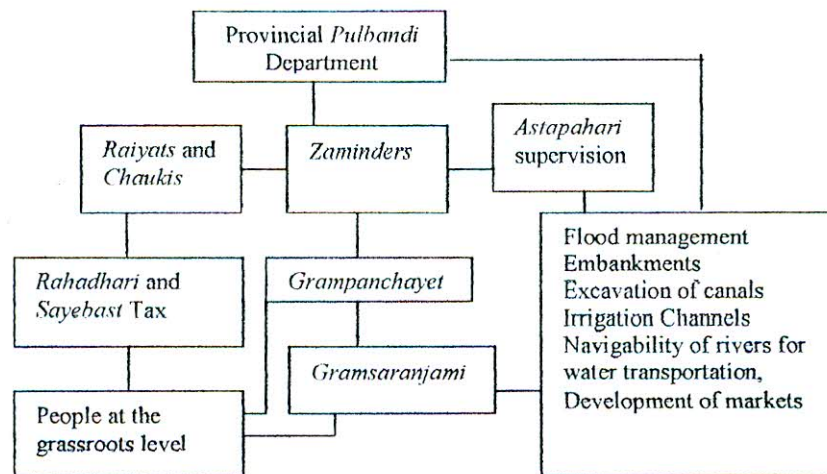 Provincial Pulbandi
Department
Raiyats and
Chaukis
Zaminders
Astapahari
supervision
Rahadhari and
Sayebast Tax
Grampanchayet
Flood management
Embankments
Excavation of canals
Irrigation Channels
Navigability of rivers for
water transportation,
Development of markets
Gramsaranjami
People at the
grassroots level